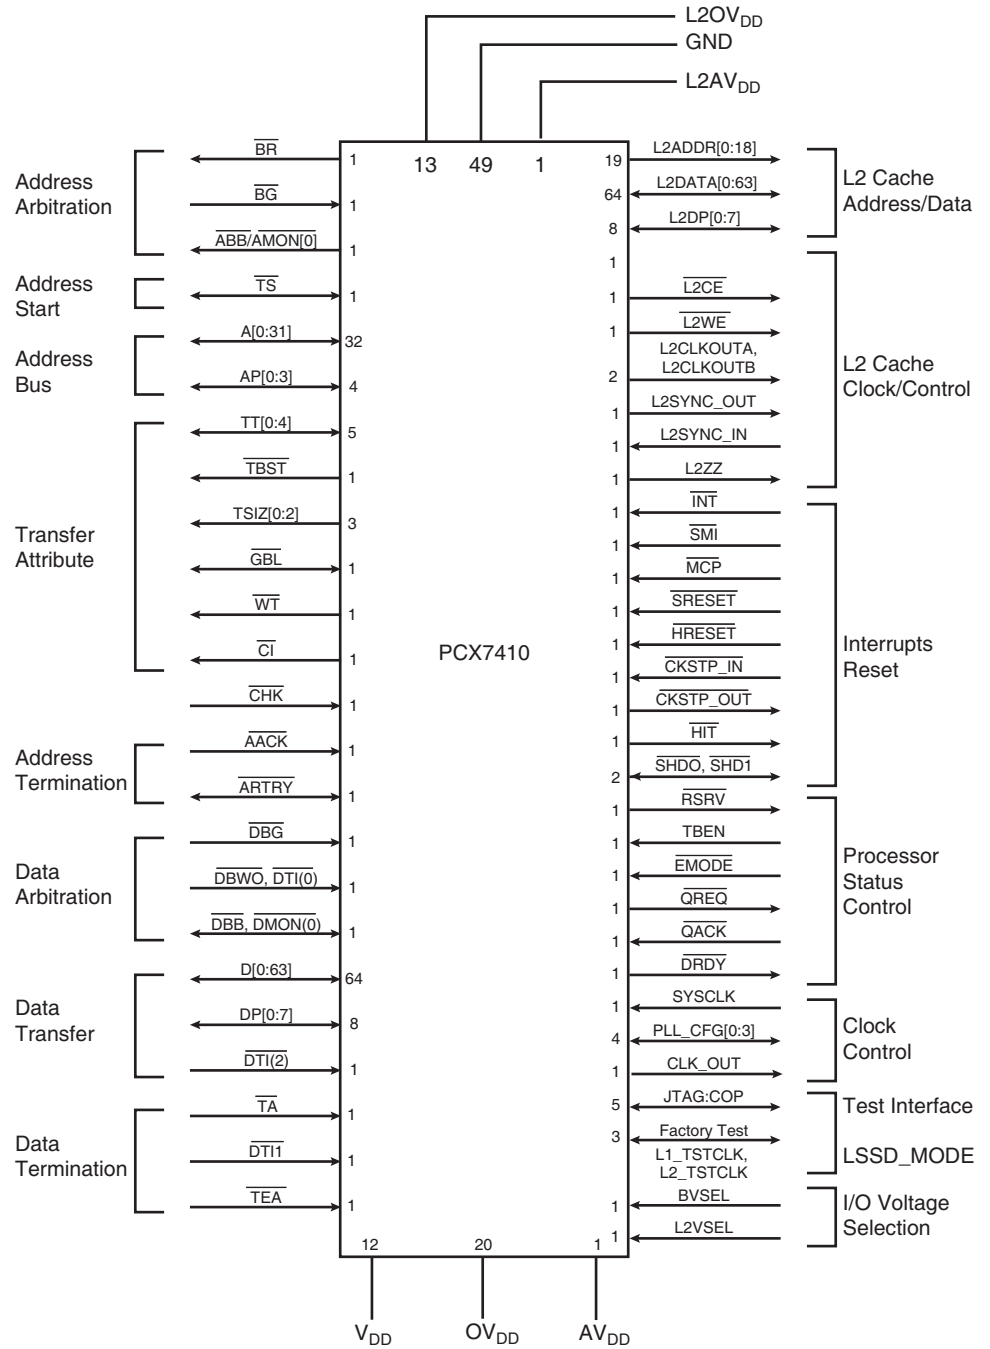 L2OVDD
GND
L2AVDD
13 49 1
Address
Arbitration
BR 1
BG 1
ABB/AMON[0] 1
Address
Start
TS 1
Address
Bus
A[0:31] 32
AP[0:3] 4
Transfer
Attribute
TT[0:4] 5
TBST 1
TSIZ[0:2] 3
GBL 1
WT 1
CI 1
CHK 1
Address
Termination
AACK 1
ARTRY 1
Data
Arbitration
DBG 1
DBWO, DTI(0) 1
DBB, DMON(0) 1
Data
Transfer
D[0:63] 64
DP[0:7] 8
DTI(2) 1
Data
Termination
TA 1
DTI1 1
TEA 1
PCX7410
19 L2ADDR[0:18]
64 L2DATA[0:63]
8 L2DP[0:7]
L2 Cache
Address/Data
1
1 L2CE
1 L2WE
L2CLKOUTA,
2 L2CLKOUTB
1 L2SYNC_OUT
1 L2SYNC_IN
1 L2ZZ
L2 Cache
Clock/Control
1 INT
1 SMI
1 MCP
1 SRESET
1 HRESET
1 CKSTP_IN
1 CKSTP_OUT
1 HIT
2 SHDO, SHD1
Interrupts
Reset
1 RSRV
1 TBEN
1 EMODE
1 QREQ
1 QACK
1 DRDY
Processor
Status
Control
1 SYSCLK
4 PLL_CFG[0:3]
1 CLK_OUT
Clock
Control
5 JTAG:COP
3 Factory Test
L1_TSTCLK,
L2_TSTCLK
Test Interface
LSSD_MODE
1 BVSEL
1 L2VSEL
I/O Voltage
Selection
12 20 1
VDD OVDD AVDD